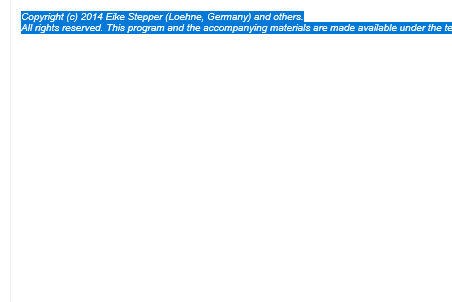 Copyright (c) 2014 Eike Stepper (Loehne, Germany) and others.
All rights reserved. This program and the accompanying materials are made available under the te